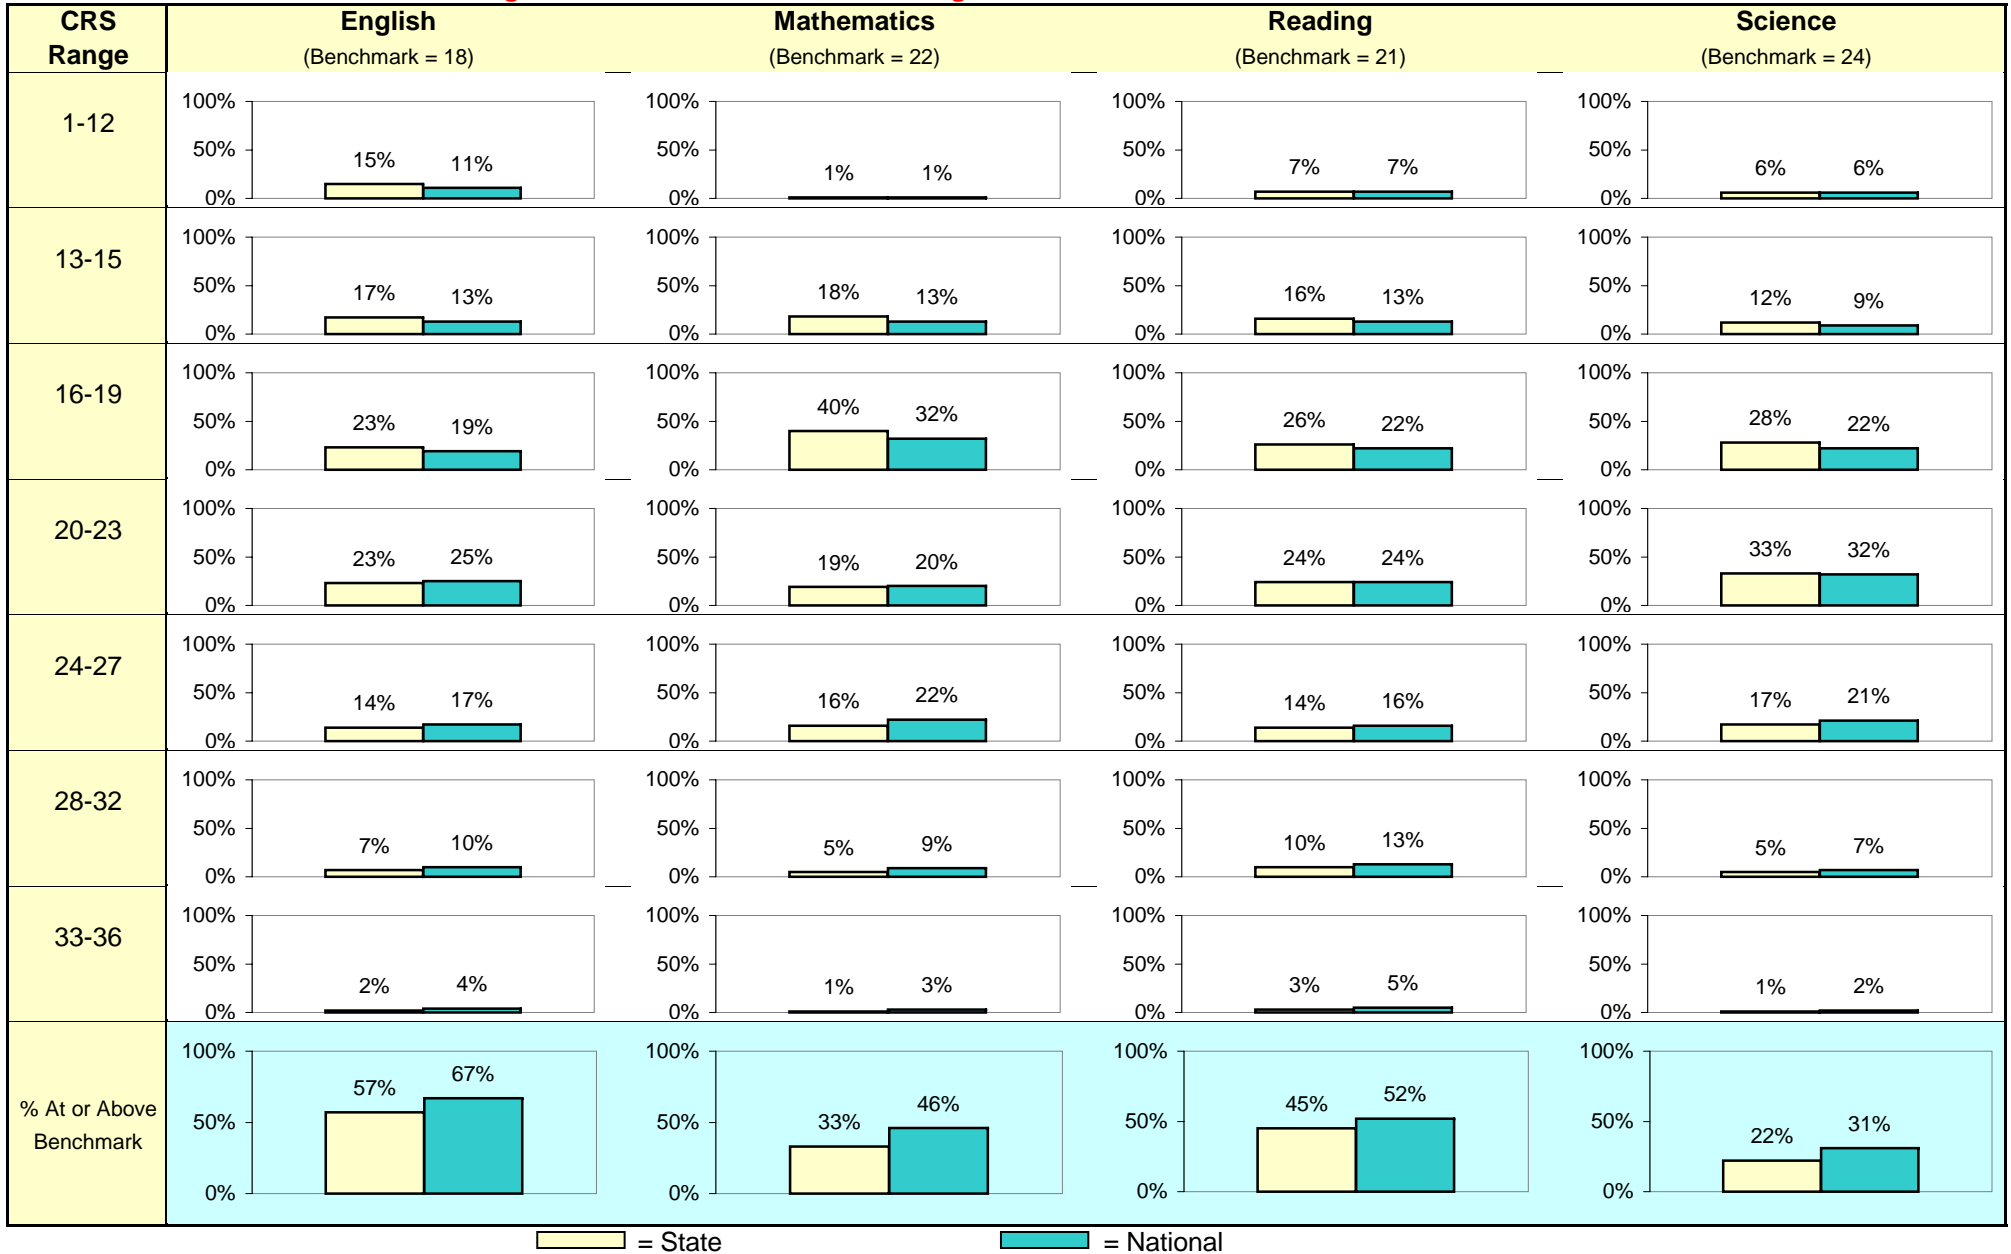 CRS Range
English
Mathematics
Reading
Science
(Benchmark = 18)
(Benchmark = 22)
(Benchmark = 21)
(Benchmark = 24)
1-12
100% 50% 0% 15% 11%
100% 50% 0% 1% 1%
100% 50% 0% 7% 7%
100% 50% 0% 6% 6%
13-15
100% 50% 0% 17% 13%
100% 50% 0% 18% 13%
100% 50% 0% 16% 13%
100% 50% 0% 12% 9%
16-19
100% 50% 0% 23% 19%
100% 50% 0% 40% 32%
100% 50% 0% 26% 22%
100% 50% 0% 28% 22%
20-23
100% 50% 0% 23% 25%
100% 50% 0% 19% 20%
100% 50% 0% 24% 24%
100% 50% 0% 33% 32%
24-27
100% 50% 0% 14% 17%
100% 50% 0% 16% 22%
100% 50% 0% 14% 16%
100% 50% 0% 17% 21%
28-32
100% 50% 0% 7% 10%
100% 50% 0% 5% 9%
100% 50% 0% 10% 13%
100% 50% 0% 5% 7%
33-36
100% 50% 0% 2% 4%
100% 50% 0% 1% 3%
100% 50% 0% 3% 5%
100% 50% 0% 1% 2%
% At or Above
Benchmark
100% 50% 0% 57% 67%
100% 50% 0% 33% 46%
100% 50% 0% 45% 52%
100% 50% 0% 22% 31%
= State
= National